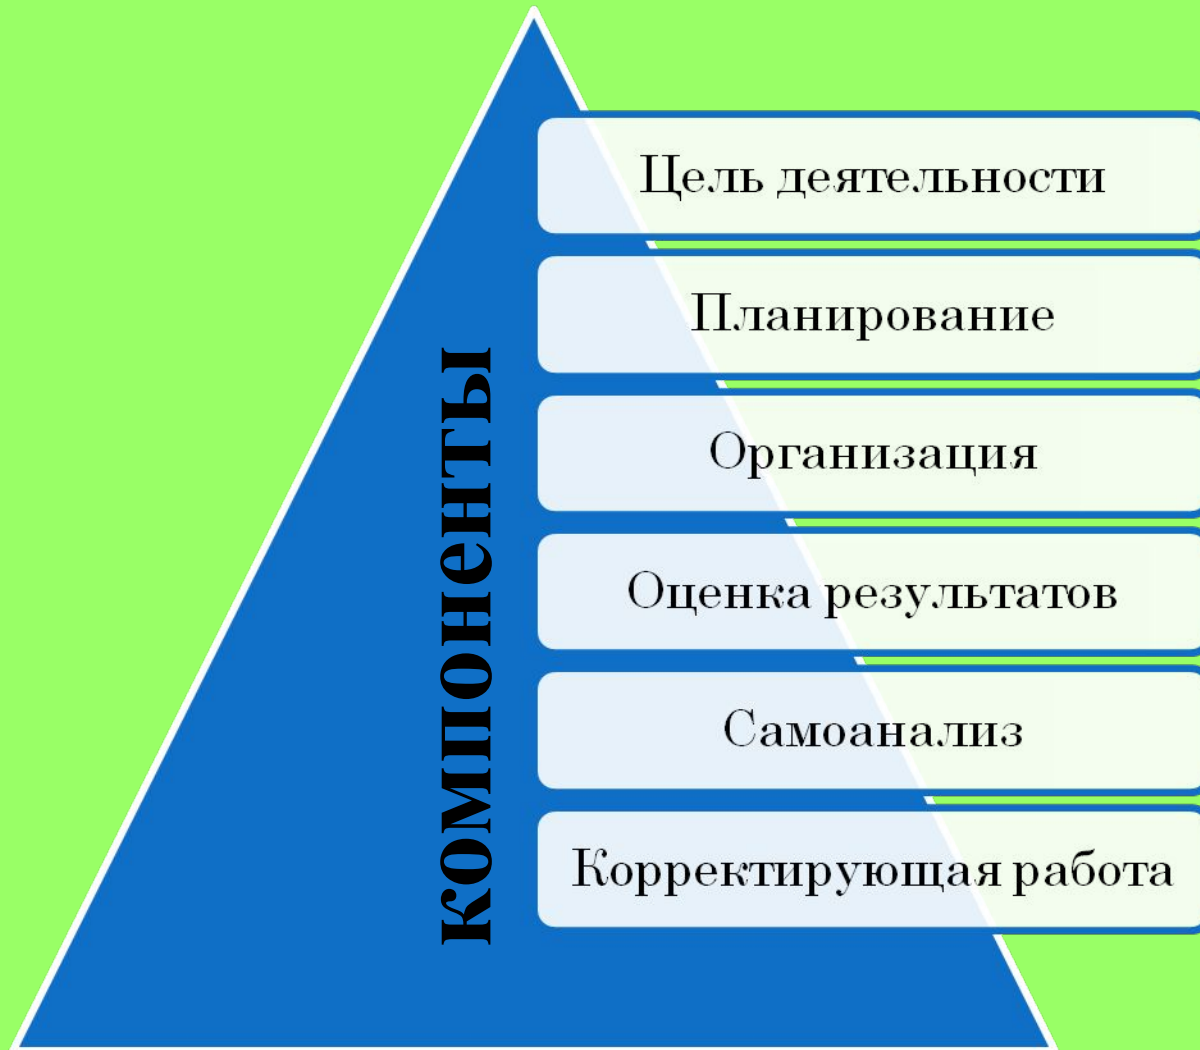 компоненты
Цель деятельности
Планирование
Организация
Оценка результатов
Самоанализ
Корректирующая работа